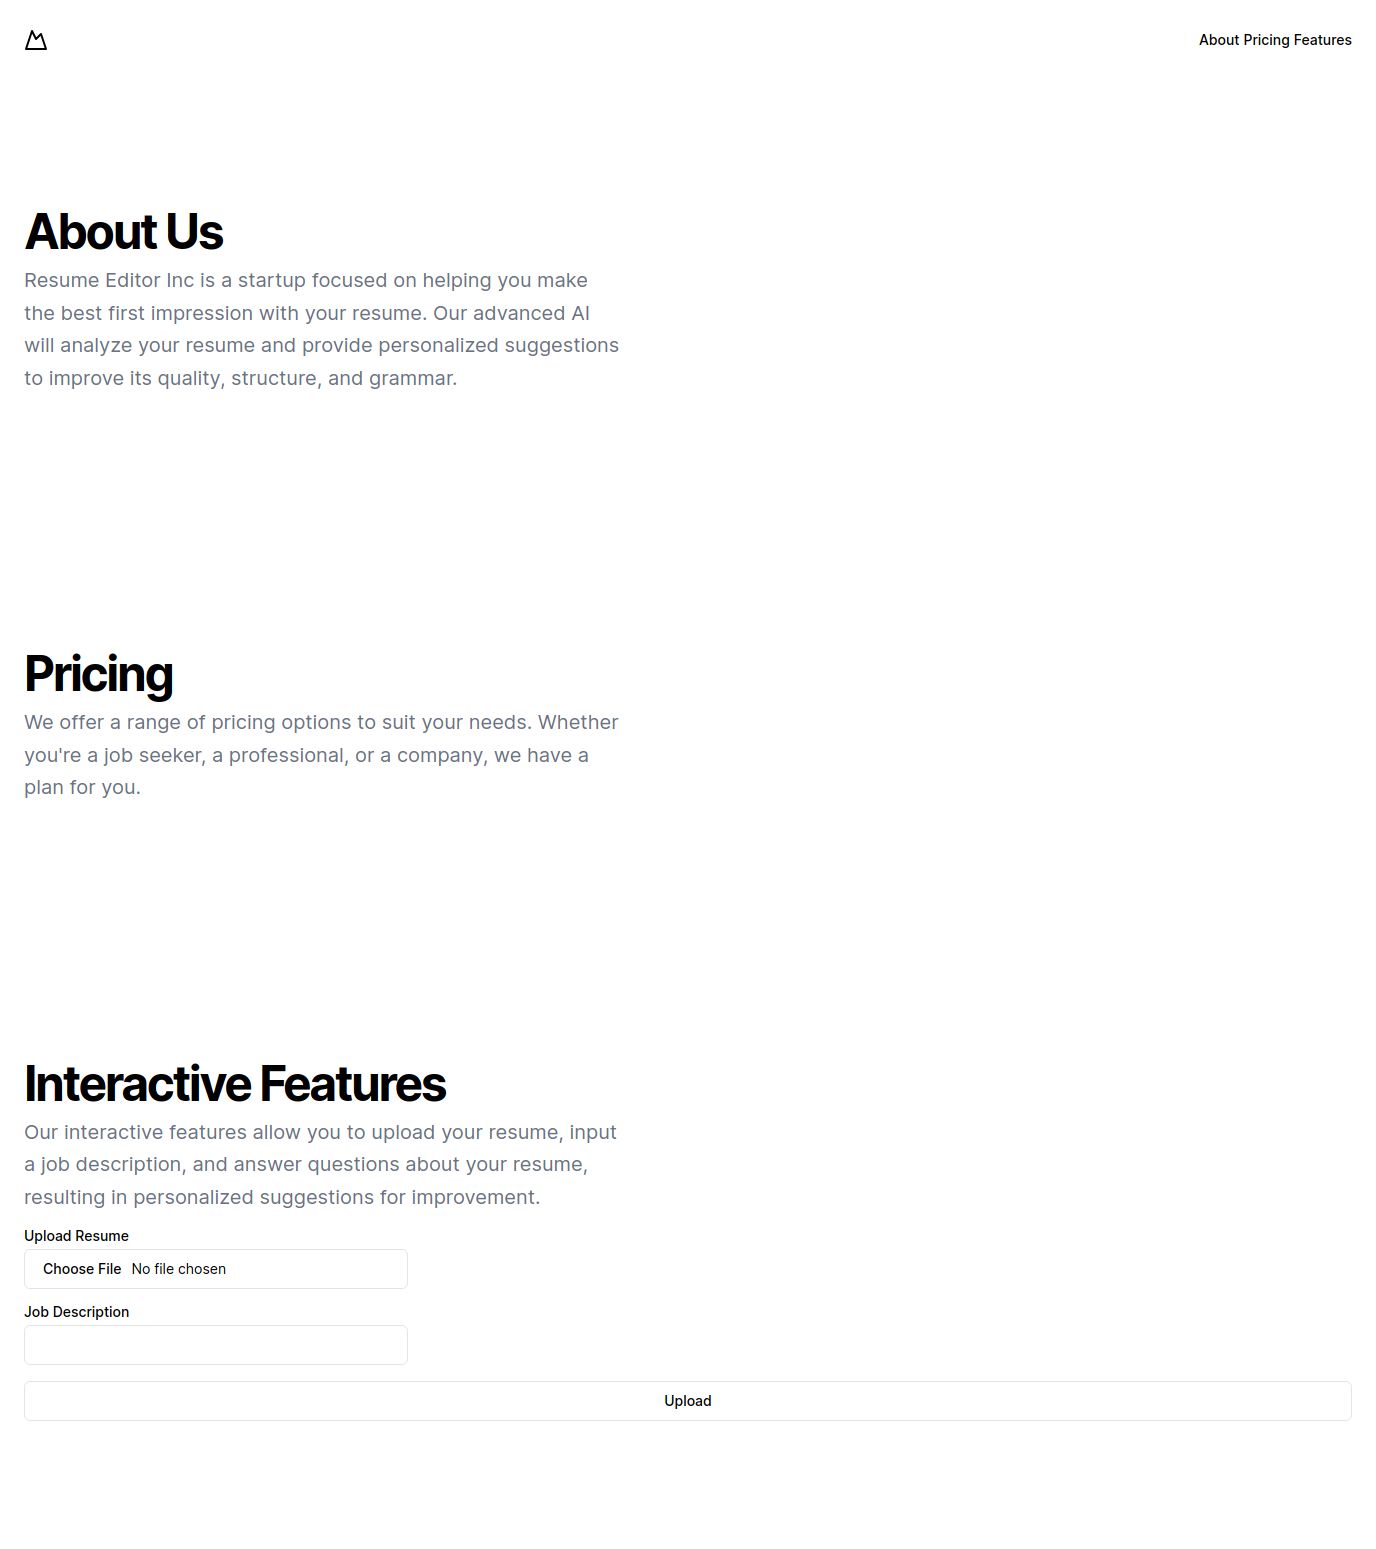 About Pricing Features
About Us
Resume Editor Inc is a startup focused on helping you make
the best first impression with your resume. Our advanced AI
will analyze your resume and provide personalized suggestions
to improve its quality, structure, and grammar.
Pricing
We offer a range of pricing options to suit your needs. Whether
you're a job seeker, a professional, or a company, we have a
plan for you.
Interactive Features
Our interactive features allow you to upload your resume, input
a job description, and answer questions about your resume,
resulting in personalized suggestions for improvement.
Upload Resume
Choose File No file chosen
Job Description
Upload